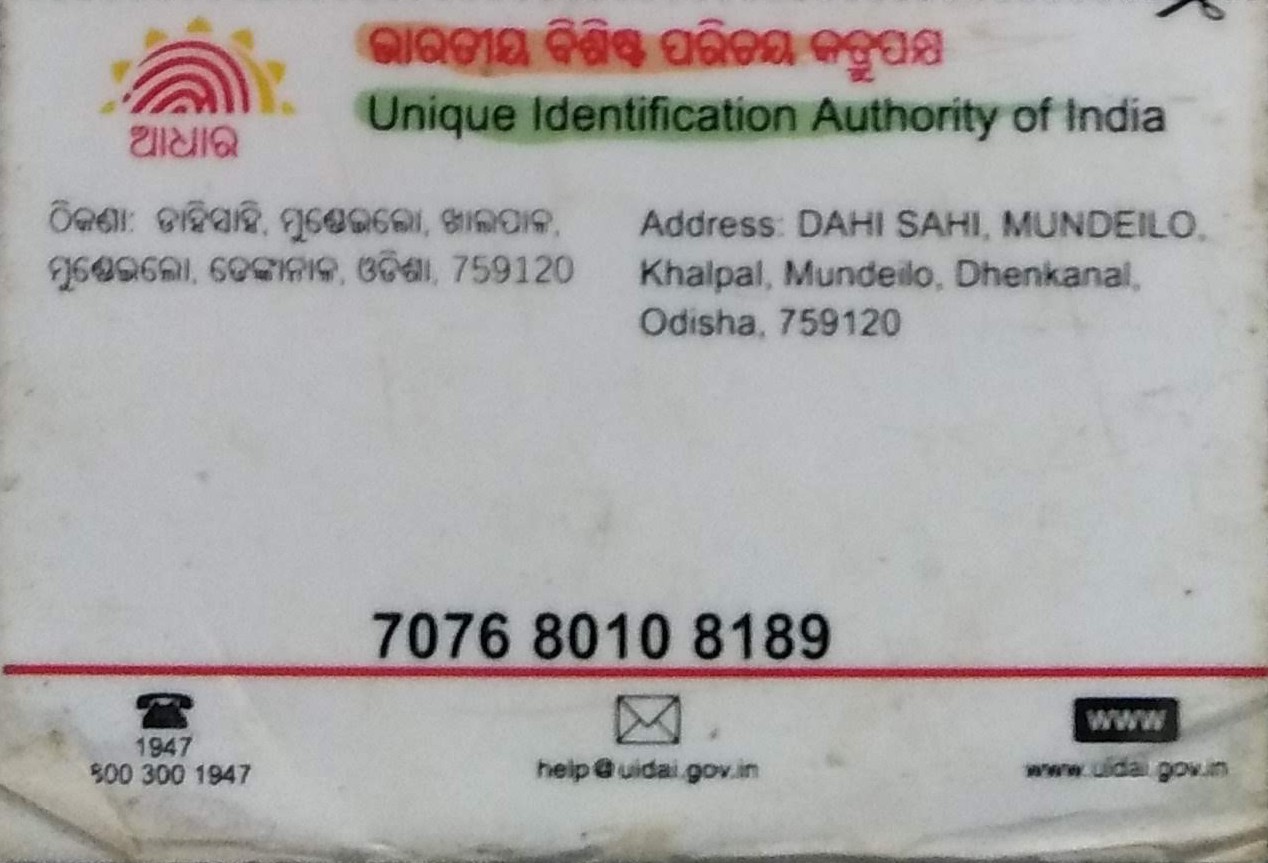 ଭାରତୀୟ ବିଶିଷ୍ଟ ପରିଚୟ କର୍ତ୍ତୃପକ୍ଷ
Unique Identification Authority of India
ଆଧାର
ଠିକଣା: ଡାହିସାହି, ମୁଣ୍ଡେଇଲୋ, ଖାଲପାଳ,
ମୁଣ୍ଡେଇଲୋ, ଢେଙ୍କାନାଳ, ଓଡିଶା, 759120
Address: DAHI SAHI, MUNDEILO,
Khalpal, Mundeilo, Dhenkanal,
Odisha, 759120
7076 8010 8189
1947
800 300 1947
help@uidai.gov.in
www
www.uidai.gov.in